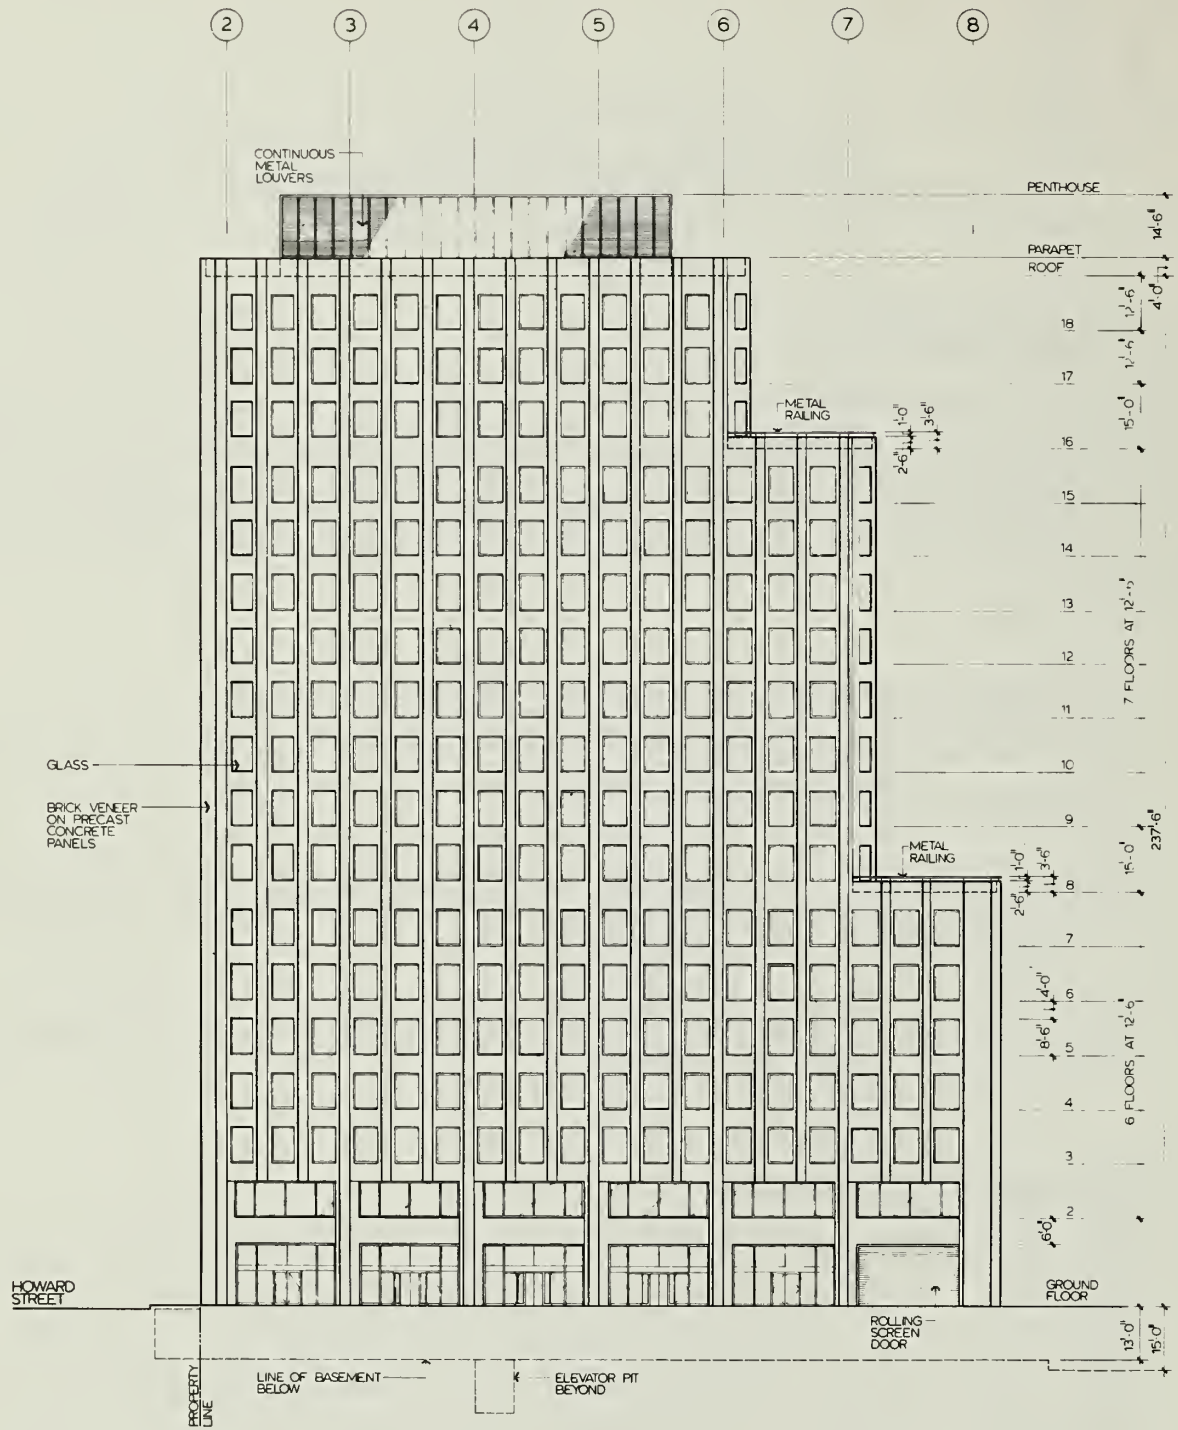 2 3 4 5 6 7 8
CONTINUOUS
METAL
LOUVERS
PENTHOUSE
14'-6"
PARAPET
ROOF
4'-0"
12'-6"
18
12'-6"
17
METAL
RAILING
1'-0"
3'-6"
15'-0"
16
2'-6"
15
14
13
7 FLOORS AT 12'-6"
12
11
GLASS
10
BRICK VENEER
ON PRECAST
CONCRETE
PANELS
9
237'-6"
METAL
RAILING
1'-0"
3'-6"
15'-0"
8
2'-6"
7
4'-0"
6
8'-6"
5
6 FLOORS AT 12'-6
4
3
2
6'-0"
HOWARD
STREET
GROUND
FLOOR
ROLLING
SCREEN
DOOR
13'-0"
15'-0"
PROPERTY
LINE
LINE OF BASEMENT
BELOW
ELEVATOR PIT
BEYOND